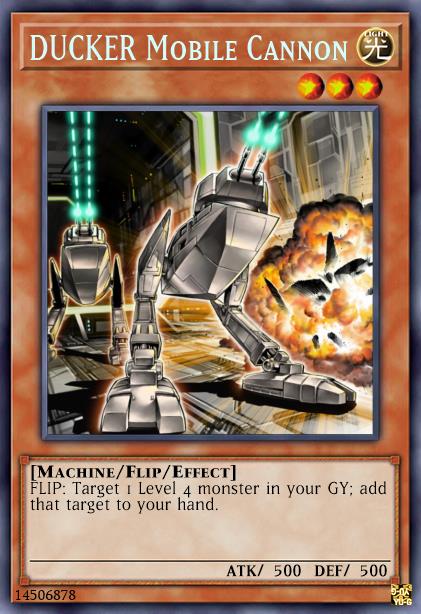 DUCKER MOBILE CANNON
LIGHT
光
[MACHINE/FLIP/EFFECT]
FLIP: Target 1 Level 4 monster in your GY; add
that target to your hand.
ATK/ 500 DEF/ 500
14506878